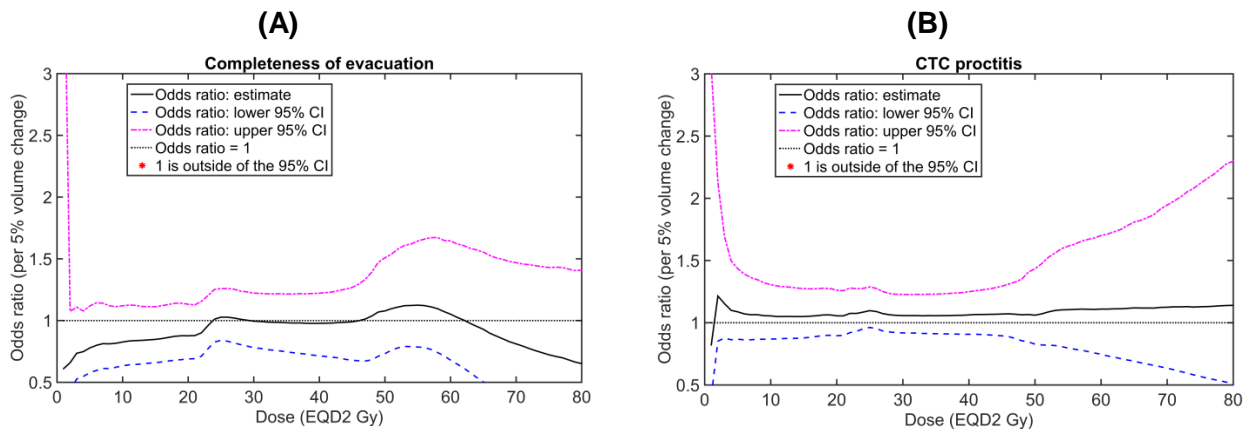 (A)
Completeness of evacuation
3
2.5
2
1.5
1
0.5
Odds ratio (per 5% volume change)
Odds ratio: estimate
Odds ratio: lower 95% CI
Odds ratio: upper 95% CI
Odds ratio = 1
1 is outside of the 95% CI
0 10 20 30 40 50 60 70 80
Dose (EQD2 Gy)
(B)
CTC proctitis
3
2.5
2
1.5
1
0.5
Odds ratio (per 5% volume change)
Odds ratio: estimate
Odds ratio: lower 95% CI
Odds ratio: upper 95% CI
Odds ratio = 1
1 is outside of the 95% CI
0 10 20 30 40 50 60 70 80
Dose (EQD2 Gy)